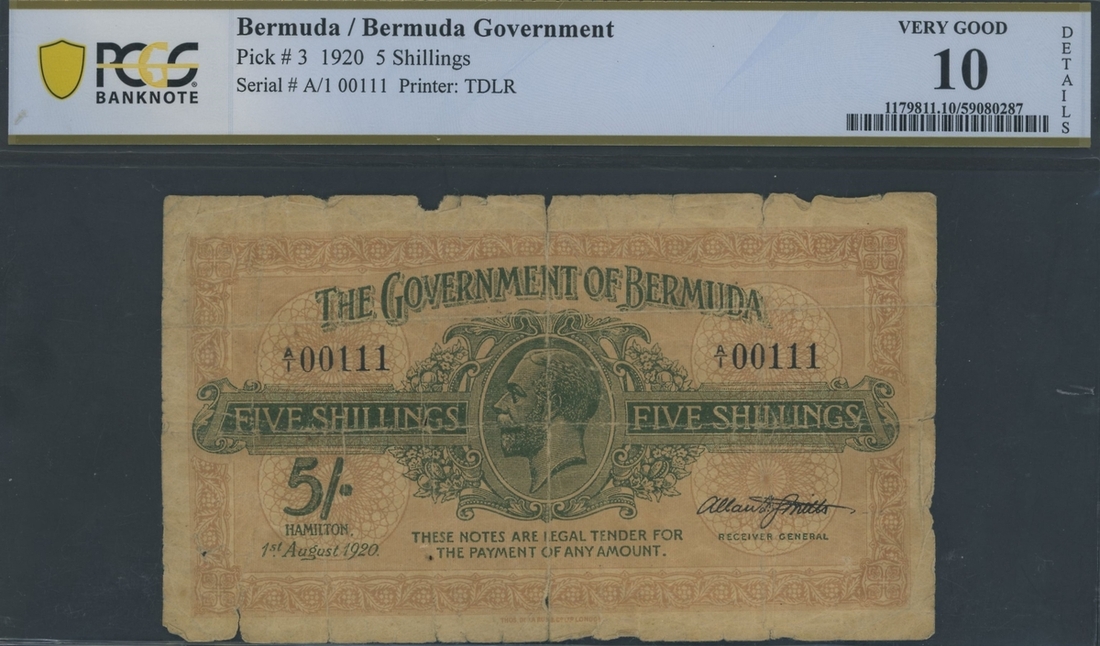 Bermuda / Bermuda Government
Pick # 3 1920 5 Shillings
Serial # A/1 00111 Printer: TDLR
PCGS
BANKNOTE
VERY GOOD
10
1179811.10/59080287
DETAILS
THE GOVERNMENT OF BERMUDA
A/1 00111 A/1 00111
FIVE SHILLINGS FIVE SHILLINGS
5/-
HAMILTON.
1st August 1920.
THESE NOTES ARE LEGAL TENDER FOR
THE PAYMENT OF ANY AMOUNT.
RECEIVER GENERAL